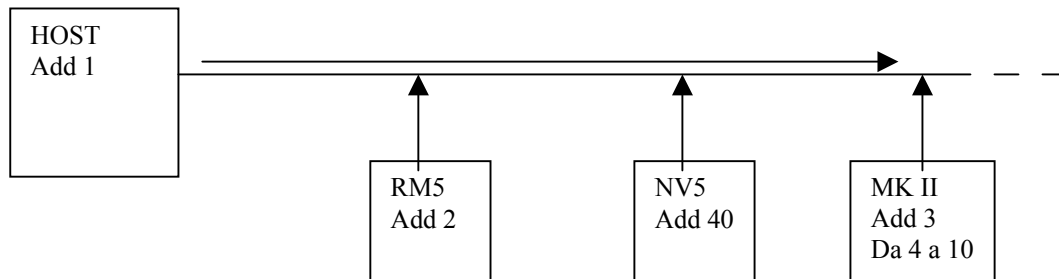 HOST
Add 1
RM5
Add 2
NV5
Add 40
MK II
Add 3
Da 4 a 10